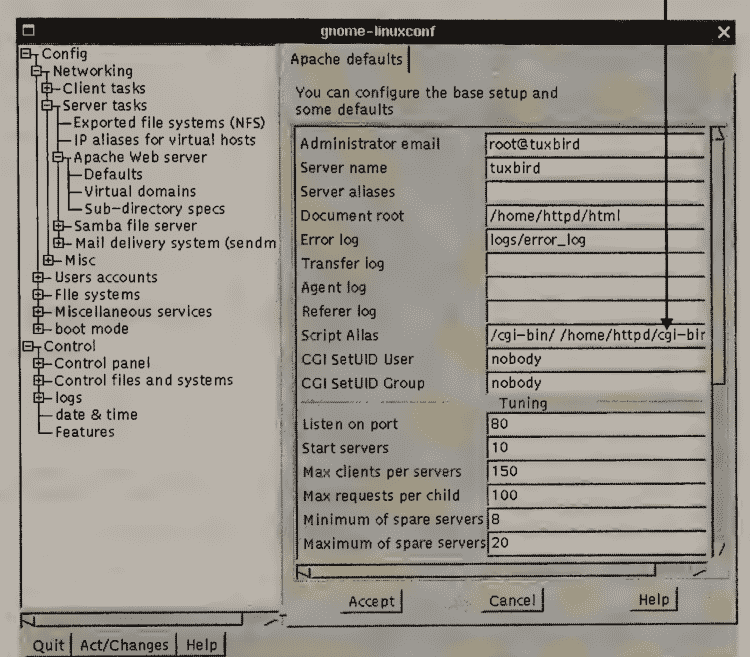 gnome-linuxconf
Config
Networking
Client tasks
Server tasks
Exported file systems (NFS)
IP aliases for virtual hosts
Apache Web server
Defaults
Virtual domains
Sub-directory specs
Samba file server
Mail delivery system (sendm
Misc
Users accounts
File systems
Miscellaneous services
boot mode
Control
Control panel
Control files and systems
logs
date & time
Features
Quit Act/Changes Help
Apache defaults
You can configure the base setup and
some defaults
Administrator email root@tuxbird
Server name tuxbird
Server aliases
Document root /home/httpd/html
Error log logs/error_log
Transfer log
Agent log
Referer log
Script Alias /cgi-bin/ /home/httpd/cgi-bin
CGI SetUID User nobody
CGI SetUID Group nobody
Tuning
Listen on port 80
Start servers 10
Max clients per servers 150
Max requests per child 100
Minimum of spare servers 8
Maximum of spare servers 20
Accept Cancel Help